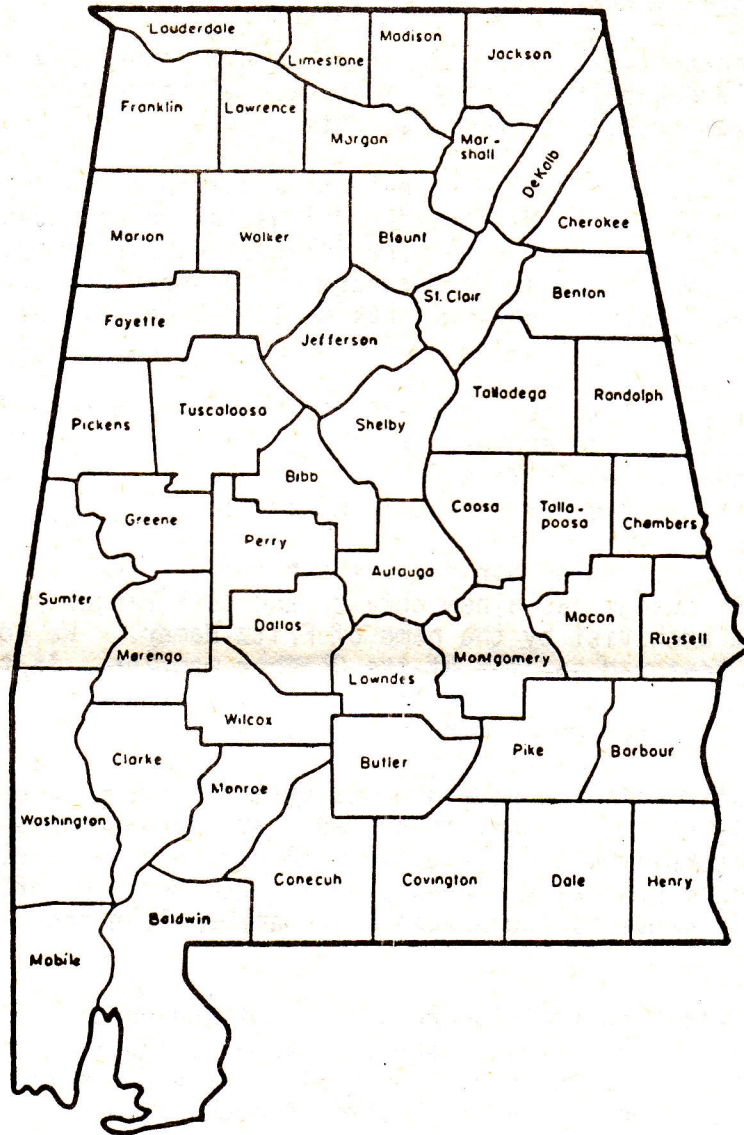 Lauderdale
Limestone
Madison
Jackson
Franklin
Lawrence
Morgan
Mar-
shall
DeKalb
Cherokee
Marion
Walker
Blount
St. Clair
Benton
Fayette
Jefferson
Talladega
Randolph
Pickens
Tuscaloosa
Shelby
Bibb
Coosa
Talla-
poosa
Chambers
Greene
Perry
Autauga
Sumter
Dallas
Macon
Russell
Marengo
Montgomery
Lowndes
Wilcox
Clarke
Butler
Pike
Barbour
Monroe
Washington
Conecuh
Covington
Dale
Henry
Baldwin
Mobile